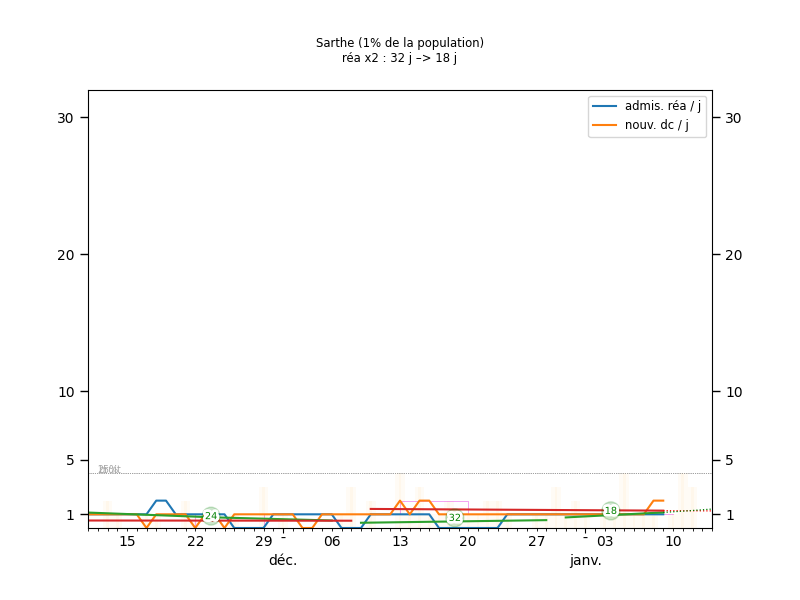 Sarthe (1% de la population)
réa x2 : 32 j –> 18 j
admis. réa / j
nouv. dc / j
30 30
20 20
10 10
5 5
1 1
24 32 18
15 22 29 - 06 13 20 27 - 03 10
déc. janv.